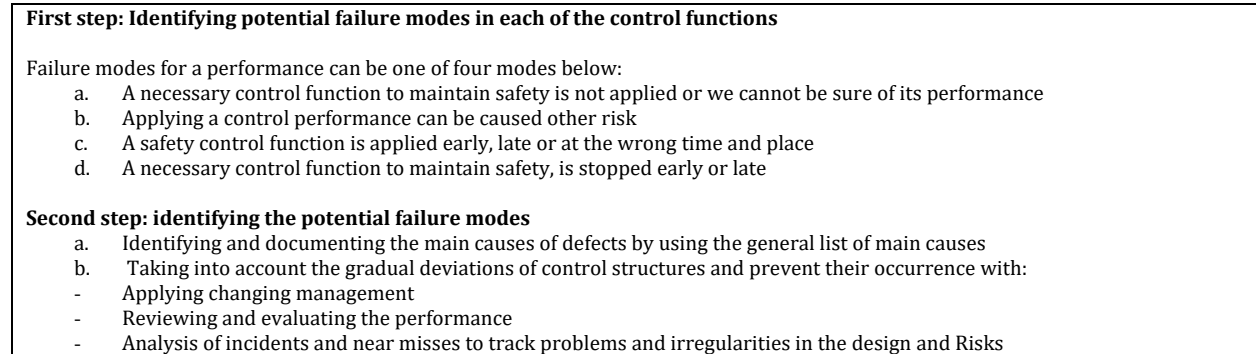 First step: Identifying potential failure modes in each of the control functions
Failure modes for a performance can be one of four modes below:
a. A necessary control function to maintain safety is not applied or we cannot be sure of its performance
b. Applying a control performance can be caused other risk
c. A safety control function is applied early, late or at the wrong time and place
d. A necessary control function to maintain safety, is stopped early or late
Second step: identifying the potential failure modes
a. Identifying and documenting the main causes of defects by using the general list of main causes
b. Taking into account the gradual deviations of control structures and prevent their occurrence with:
- Applying changing management
- Reviewing and evaluating the performance
- Analysis of incidents and near misses to track problems and irregularities in the design and Risks